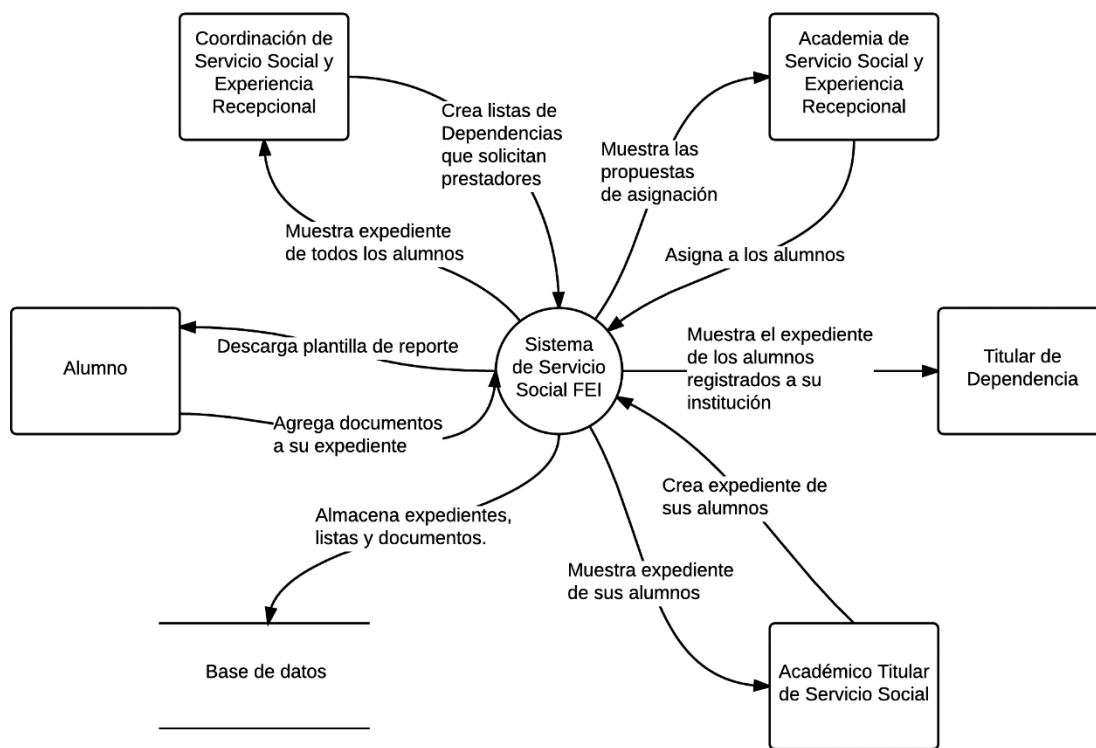 Coordinación de
Servicio Social y
Experiencia
Recepcional
Academia de
Servicio Social y
Experiencia
Recepcional
Crea listas de
Dependencias
que solicitan
prestadores
Muestra las
propuestas
de asignación
Muestra expediente
de todos los alumnos
Asigna a los alumnos
Alumno
Descarga plantilla de reporte
Agrega documentos
a su expediente
Sistema
de Servicio
Social FEI
Muestra el expediente
de los alumnos
registrados a su
institución
Titular de
Dependencia
Almacena expedientes,
listas y documentos.
Crea expediente de
sus alumnos
Muestra expediente
de sus alumnos
Base de datos
Académico Titular
de Servicio Social